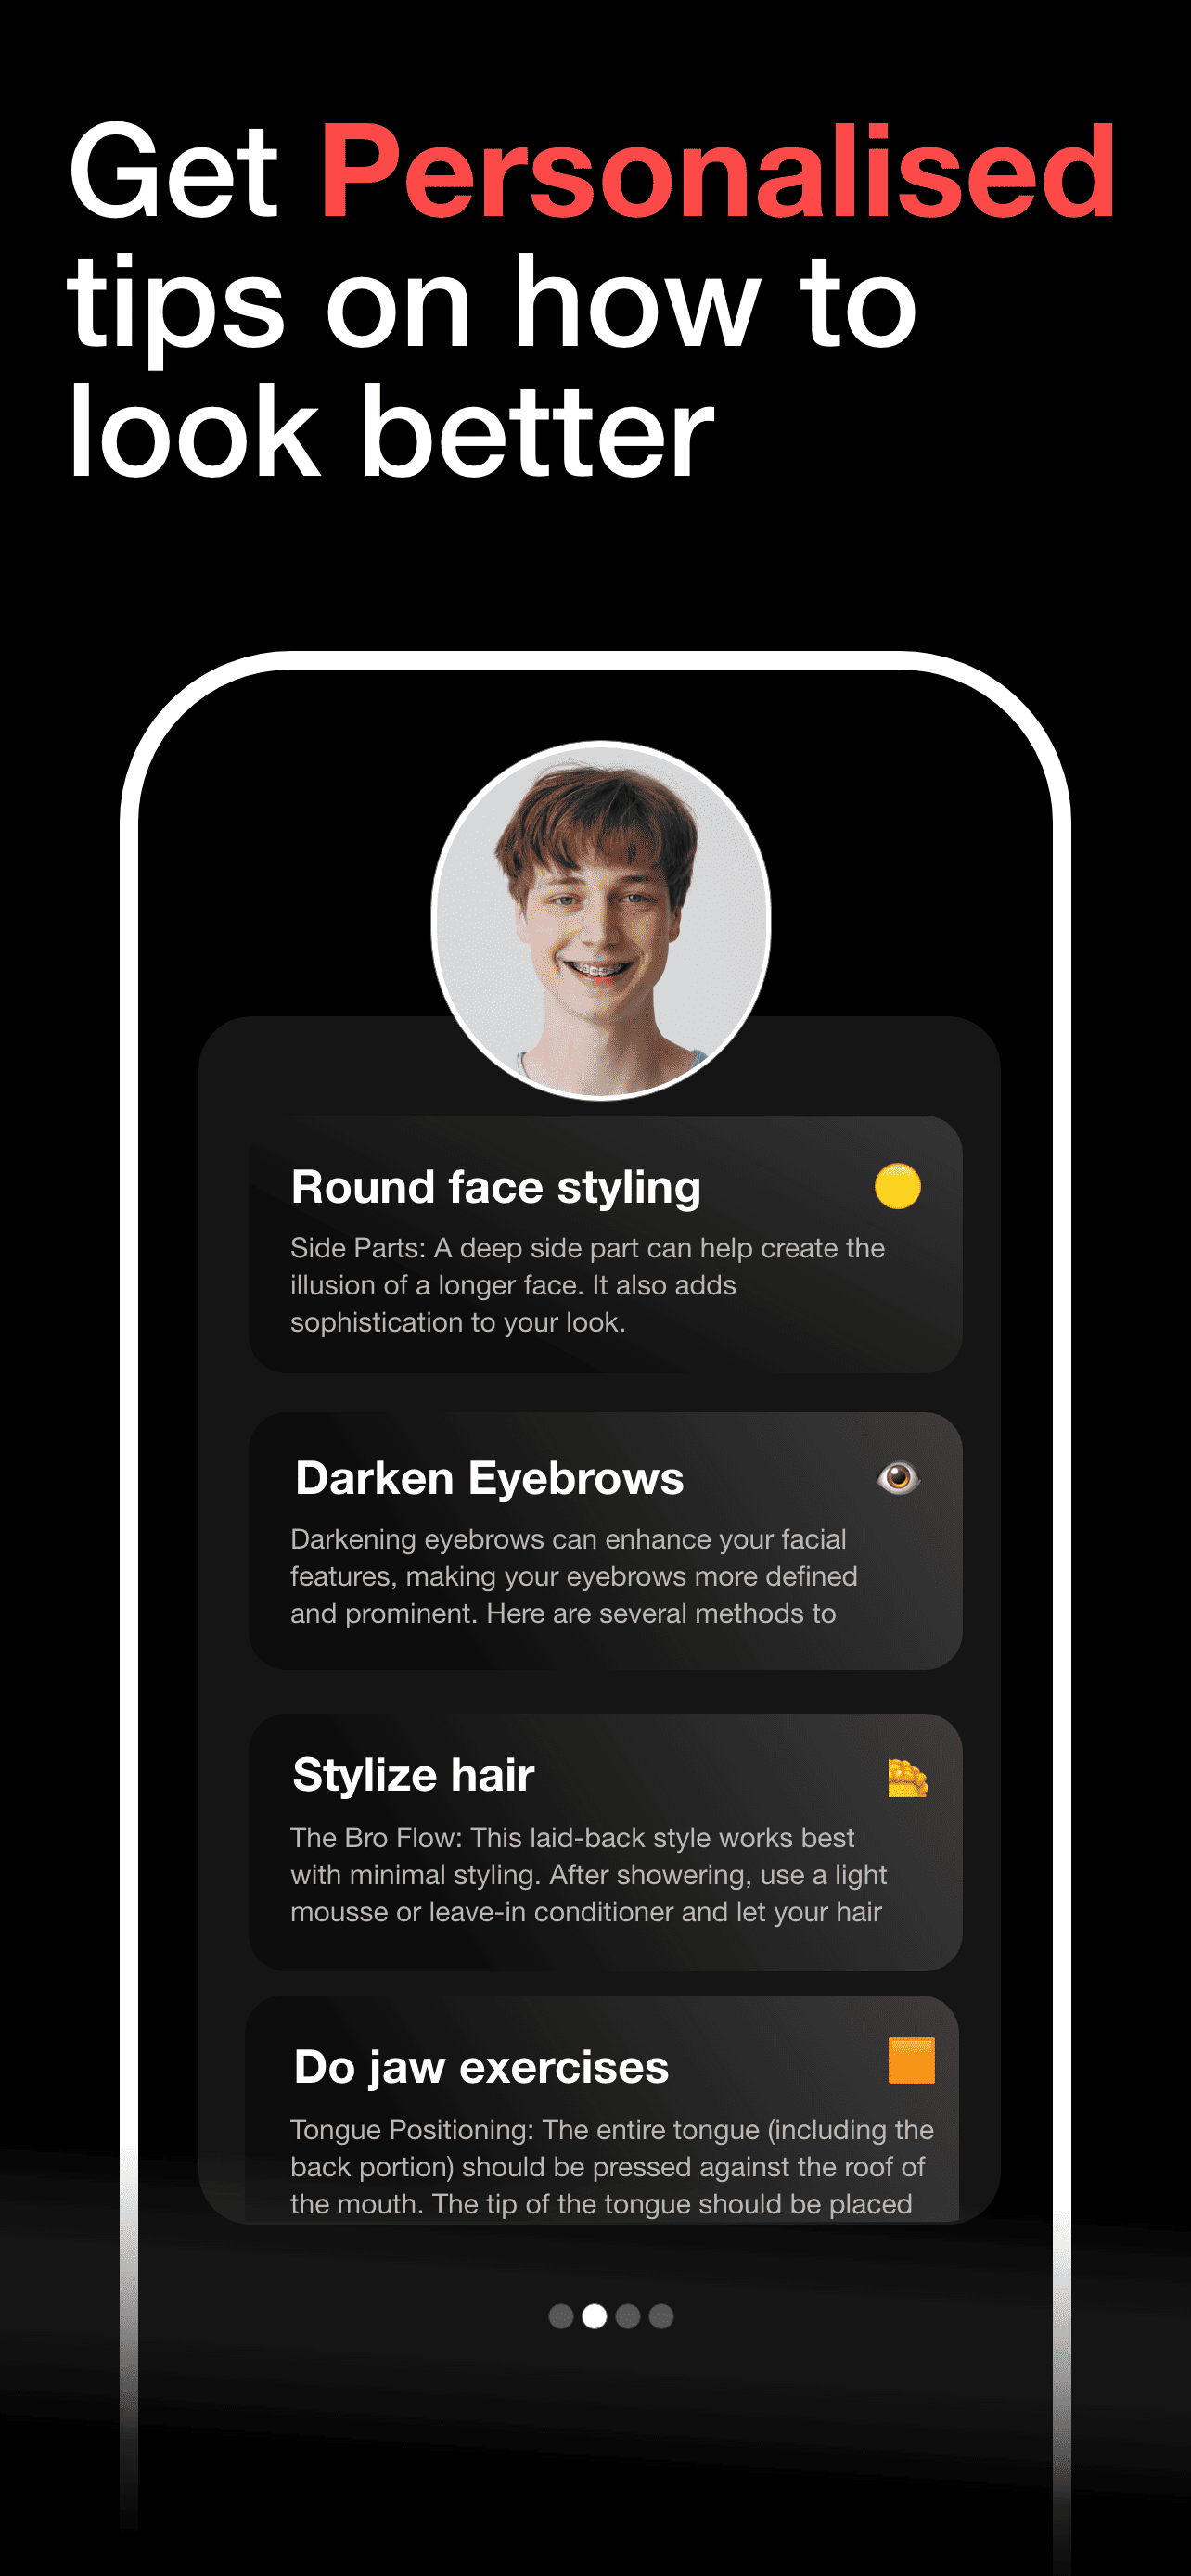 Get Personalised
tips on how to
look better
Round face styling
Side Parts: A deep side part can help create the
illusion of a longer face. It also adds
sophistication to your look.
Darken Eyebrows
Darkening eyebrows can enhance your facial
features, making your eyebrows more defined
and prominent. Here are several methods to
Stylize hair
The Bro Flow: This laid-back style works best
with minimal styling. After showering, use a light
mousse or leave-in conditioner and let your hair
Do jaw exercises
Tongue Positioning: The entire tongue (including the
back portion) should be pressed against the roof of
the mouth. The tip of the tongue should be placed